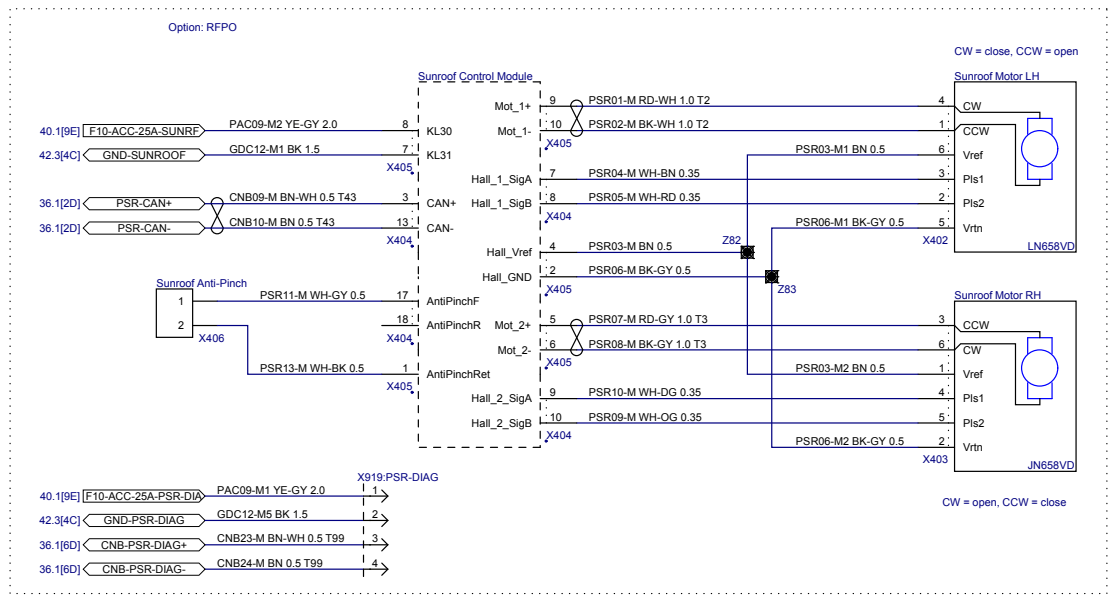 Option: RFPO
CW = close, CCW = open
Sunroof Control Module
Sunroof Motor LH
40.1[9E] F10-ACC-25A-SUNRF PAC09-M2 YE-GY 2.0 8 KL30
42.3[4C] GND-SUNROOF GDC12-M1 BK 1.5 7 KL31
X405
36.1[2D] PSR-CAN+ CNB09-M BN-WH 0.5 T43 3 CAN+
36.1[2D] PSR-CAN- CNB10-M BN 0.5 T43 13 CAN-
X404
Sunroof Anti-Pinch
1 PSR11-M WH-GY 0.5 17 AntiPinchF
2 18 AntiPinchR
X406
X404
PSR13-M WH-BK 0.5 1 AntiPinchRet
X405
Mot_1+ 9 PSR01-M RD-WH 1.0 T2 4 CW
Mot_1- 10 PSR02-M BK-WH 1.0 T2 1 CCW
X405
PSR03-M1 BN 0.5 6 Vref
Hall_1_SigA 7 PSR04-M WH-BN 0.35 3 Pls1
Hall_1_SigB 8 PSR05-M WH-RD 0.35 2 Pls2
X404
PSR06-M1 BK-GY 0.5 5 Vrtn
X402
LN658VD
Hall_Vref 4 PSR03-M BN 0.5 Z82
Hall_GND 2 PSR06-M BK-GY 0.5 Z83
X405
Sunroof Motor RH
Mot_2+ 5 PSR07-M RD-GY 1.0 T3 3 CCW
Mot_2- 6 PSR08-M BK-GY 1.0 T3 6 CW
X405
PSR03-M2 BN 0.5 1 Vref
Hall_2_SigA 9 PSR10-M WH-DG 0.35 4 Pls1
Hall_2_SigB 10 PSR09-M WH-OG 0.35 5 Pls2
X404
PSR06-M2 BK-GY 0.5 2 Vrtn
X403
JN658VD
CW = open, CCW = close
X919:PSR-DIAG
40.1[9E] F10-ACC-25A-PSR-DIA PAC09-M1 YE-GY 2.0 1
42.3[4C] GND-PSR-DIAG GDC12-M5 BK 1.5 2
36.1[6D] CNB-PSR-DIAG+ CNB23-M BN-WH 0.5 T99 3
36.1[6D] CNB-PSR-DIAG- CNB24-M BN 0.5 T99 4